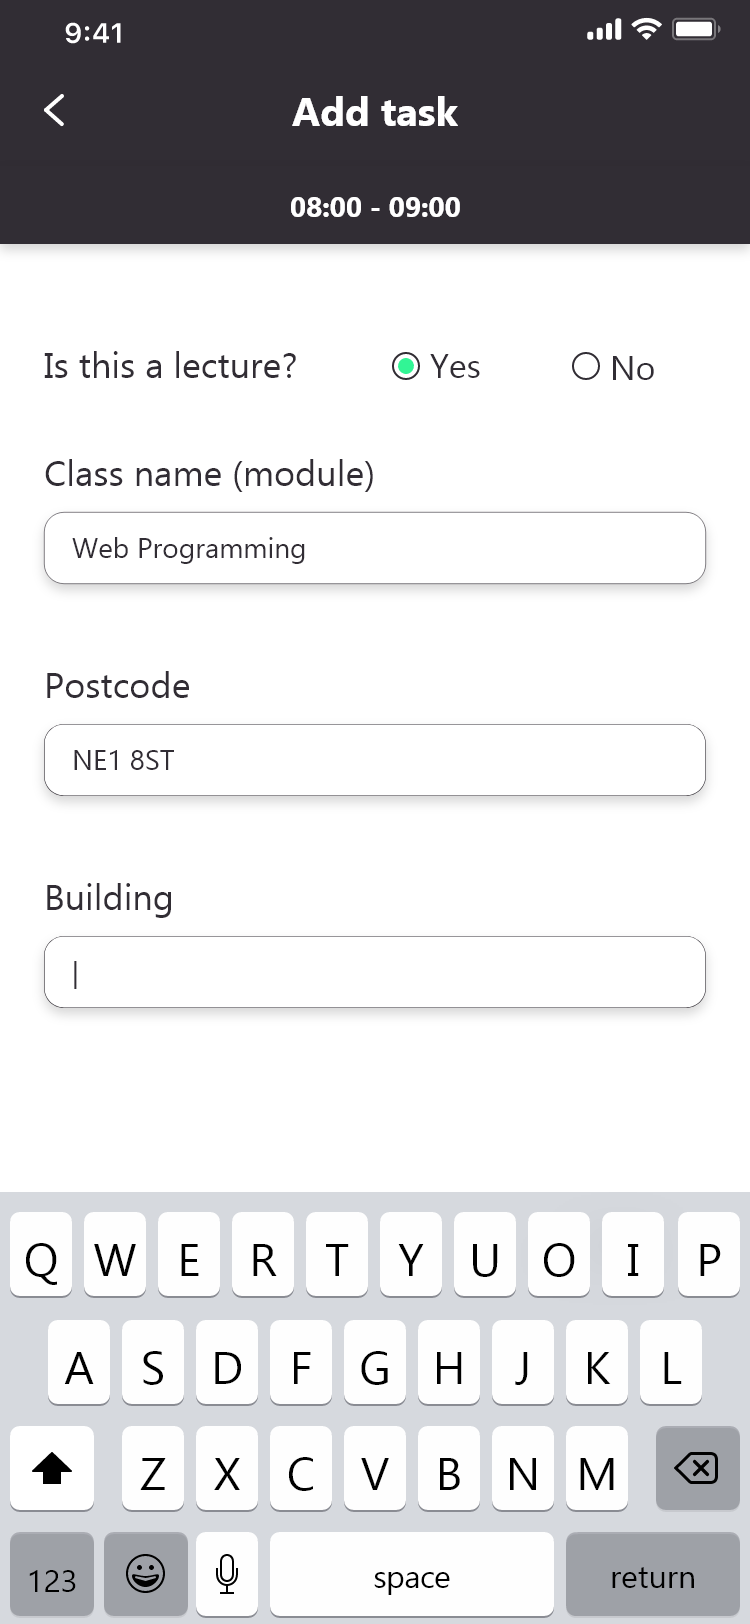 9:41
Add task
08:00 - 09:00
Is this a lecture? Yes No
Class name (module)
Web Programming
Postcode
NE1 8ST
Building
Q W E R T Y U O I P
A S D F G H J K L
Z X C V B N M
123 space return